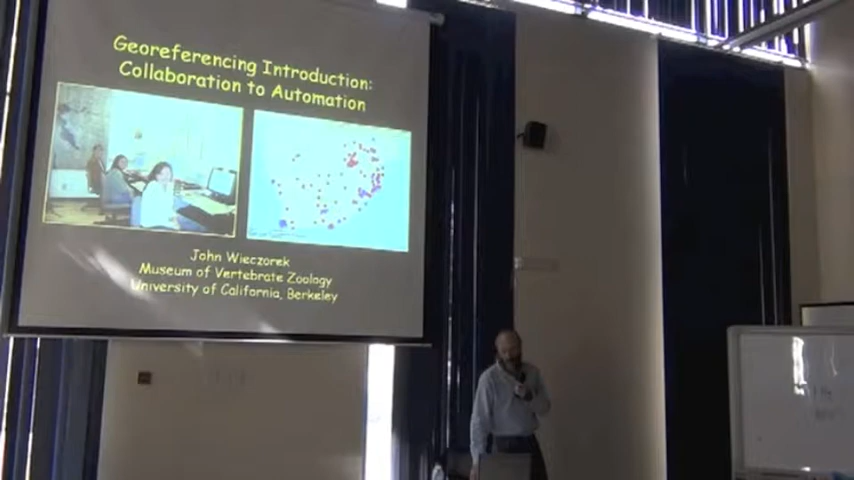 Georeferencing Introduction:
Collaboration to Automation
John Wieczorek
Museum of Vertebrate Zoology
University of California, Berkeley